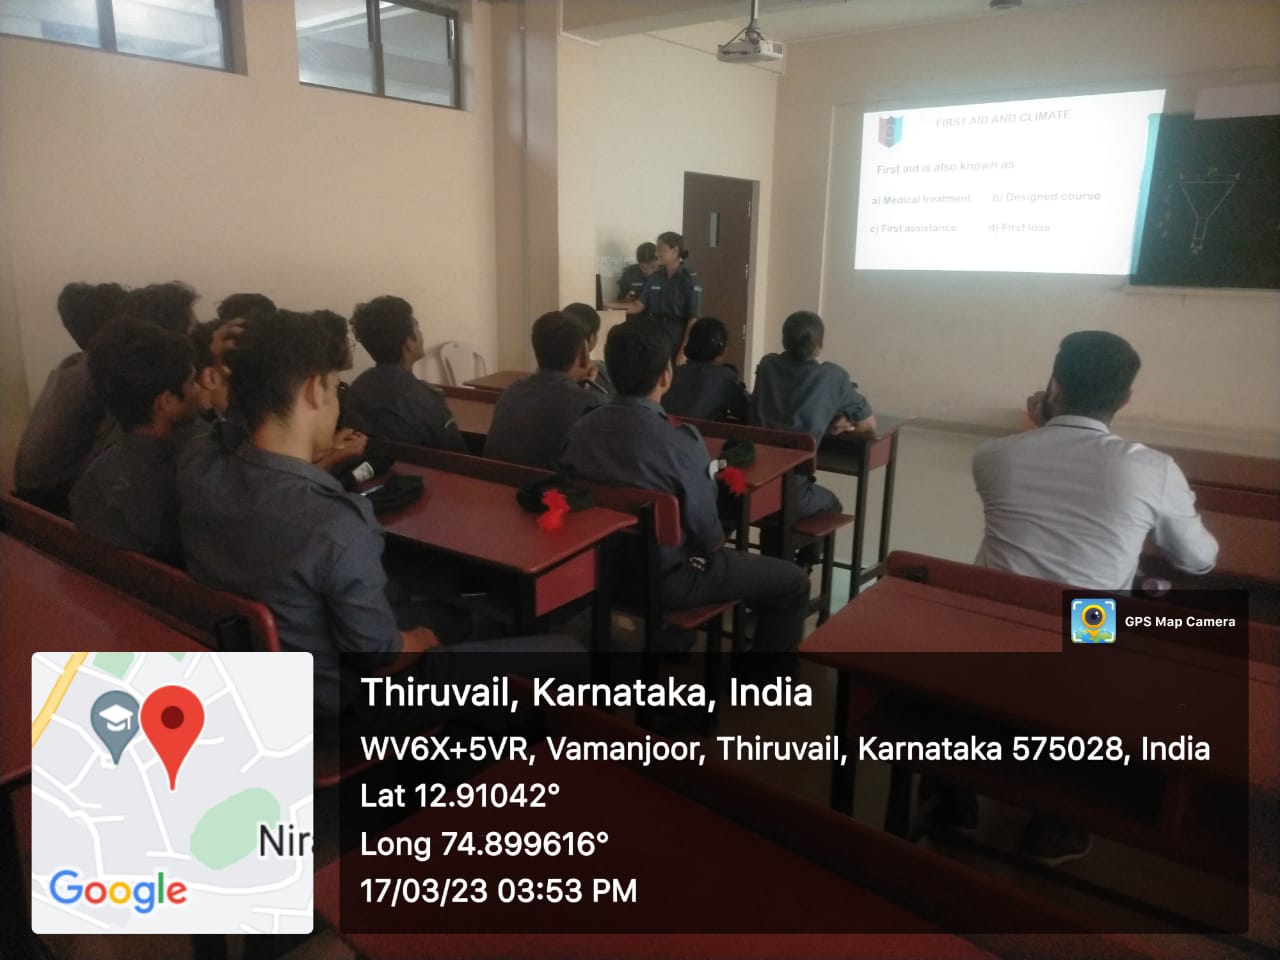 FIRST AID AND CLIMATE
First aid is also known as
a) Medical treatment b) Designed course
c) First assistance d) First loss
GPS Map Camera
Thiruvail, Karnataka, India
WV6X+5VR, Vamanjoor, Thiruvail, Karnataka 575028, India
Lat 12.91042°
Long 74.899616°
17/03/23 03:53 PM
Nir
Google